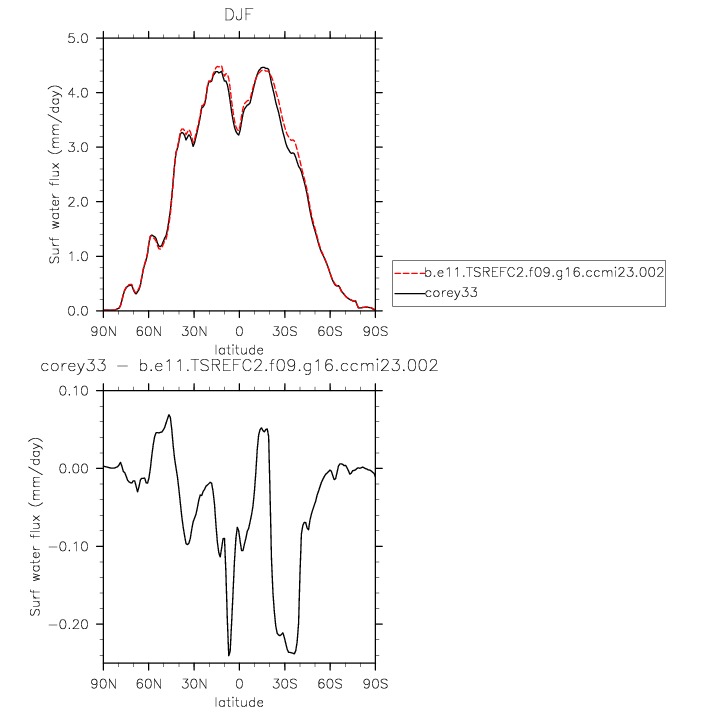 DJF
5.0
4.0
3.0
2.0
1.0
0.0
Surf water flux (mm/day)
90N 60N 30N 0 30S 60S 90S
latitude
b.e11.TSREFC2.f09.g16.ccmi23.002
corey33
corey33 − b.e11.TSREFC2.f09.g16.ccmi23.002
0.10
0.00
−0.10
−0.20
Surf water flux (mm/day)
90N 60N 30N 0 30S 60S 90S
latitude